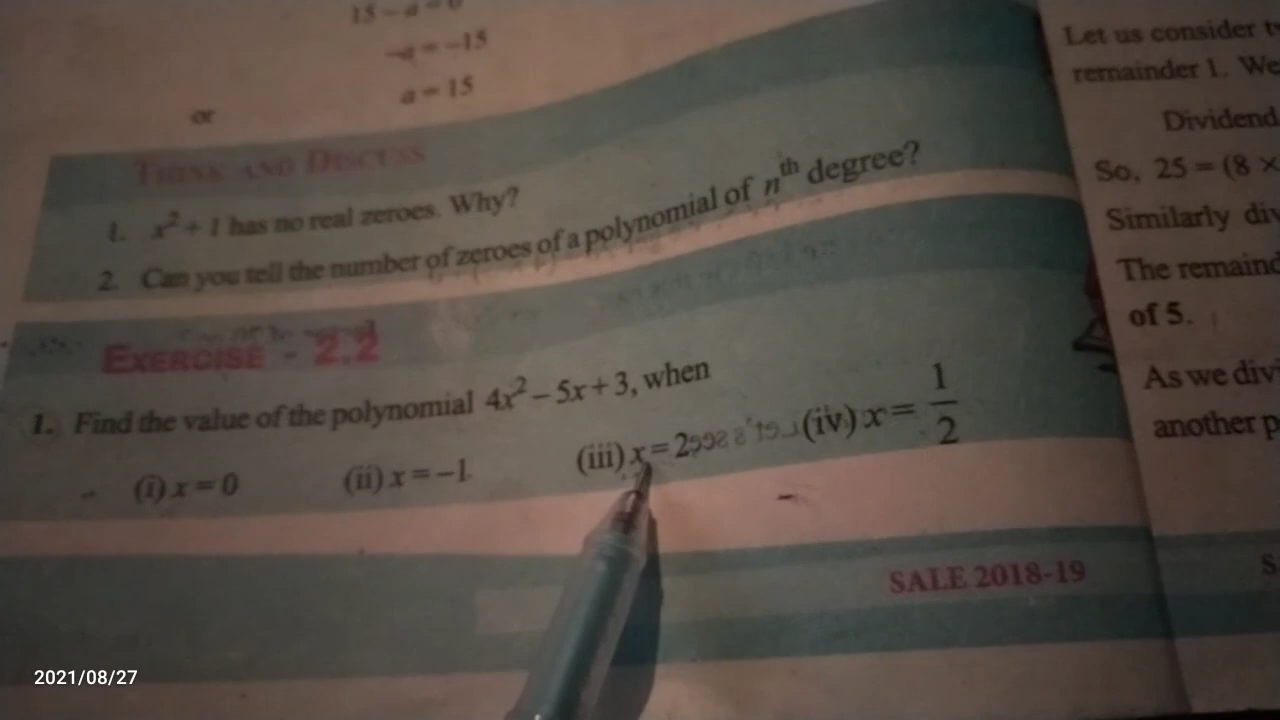 15 – a = 0
–a = –15
or a = 15
THINK AND DISCUSS
1. x² + 1 has no real zeroes. Why?
2. Can you tell the number of zeroes of a polynomial of nᵗʰ degree?
EXERCISE - 2.2
1. Find the value of the polynomial 4x² – 5x + 3, when
(i) x = 0 (ii) x = –1 (iii) x = 2 (iv) x = 1/2
SALE 2018-19
Let us consider
remainder 1. We
Dividend
So, 25 = (8 ×
Similarly
The
of 5.
As we
another
2021/08/27